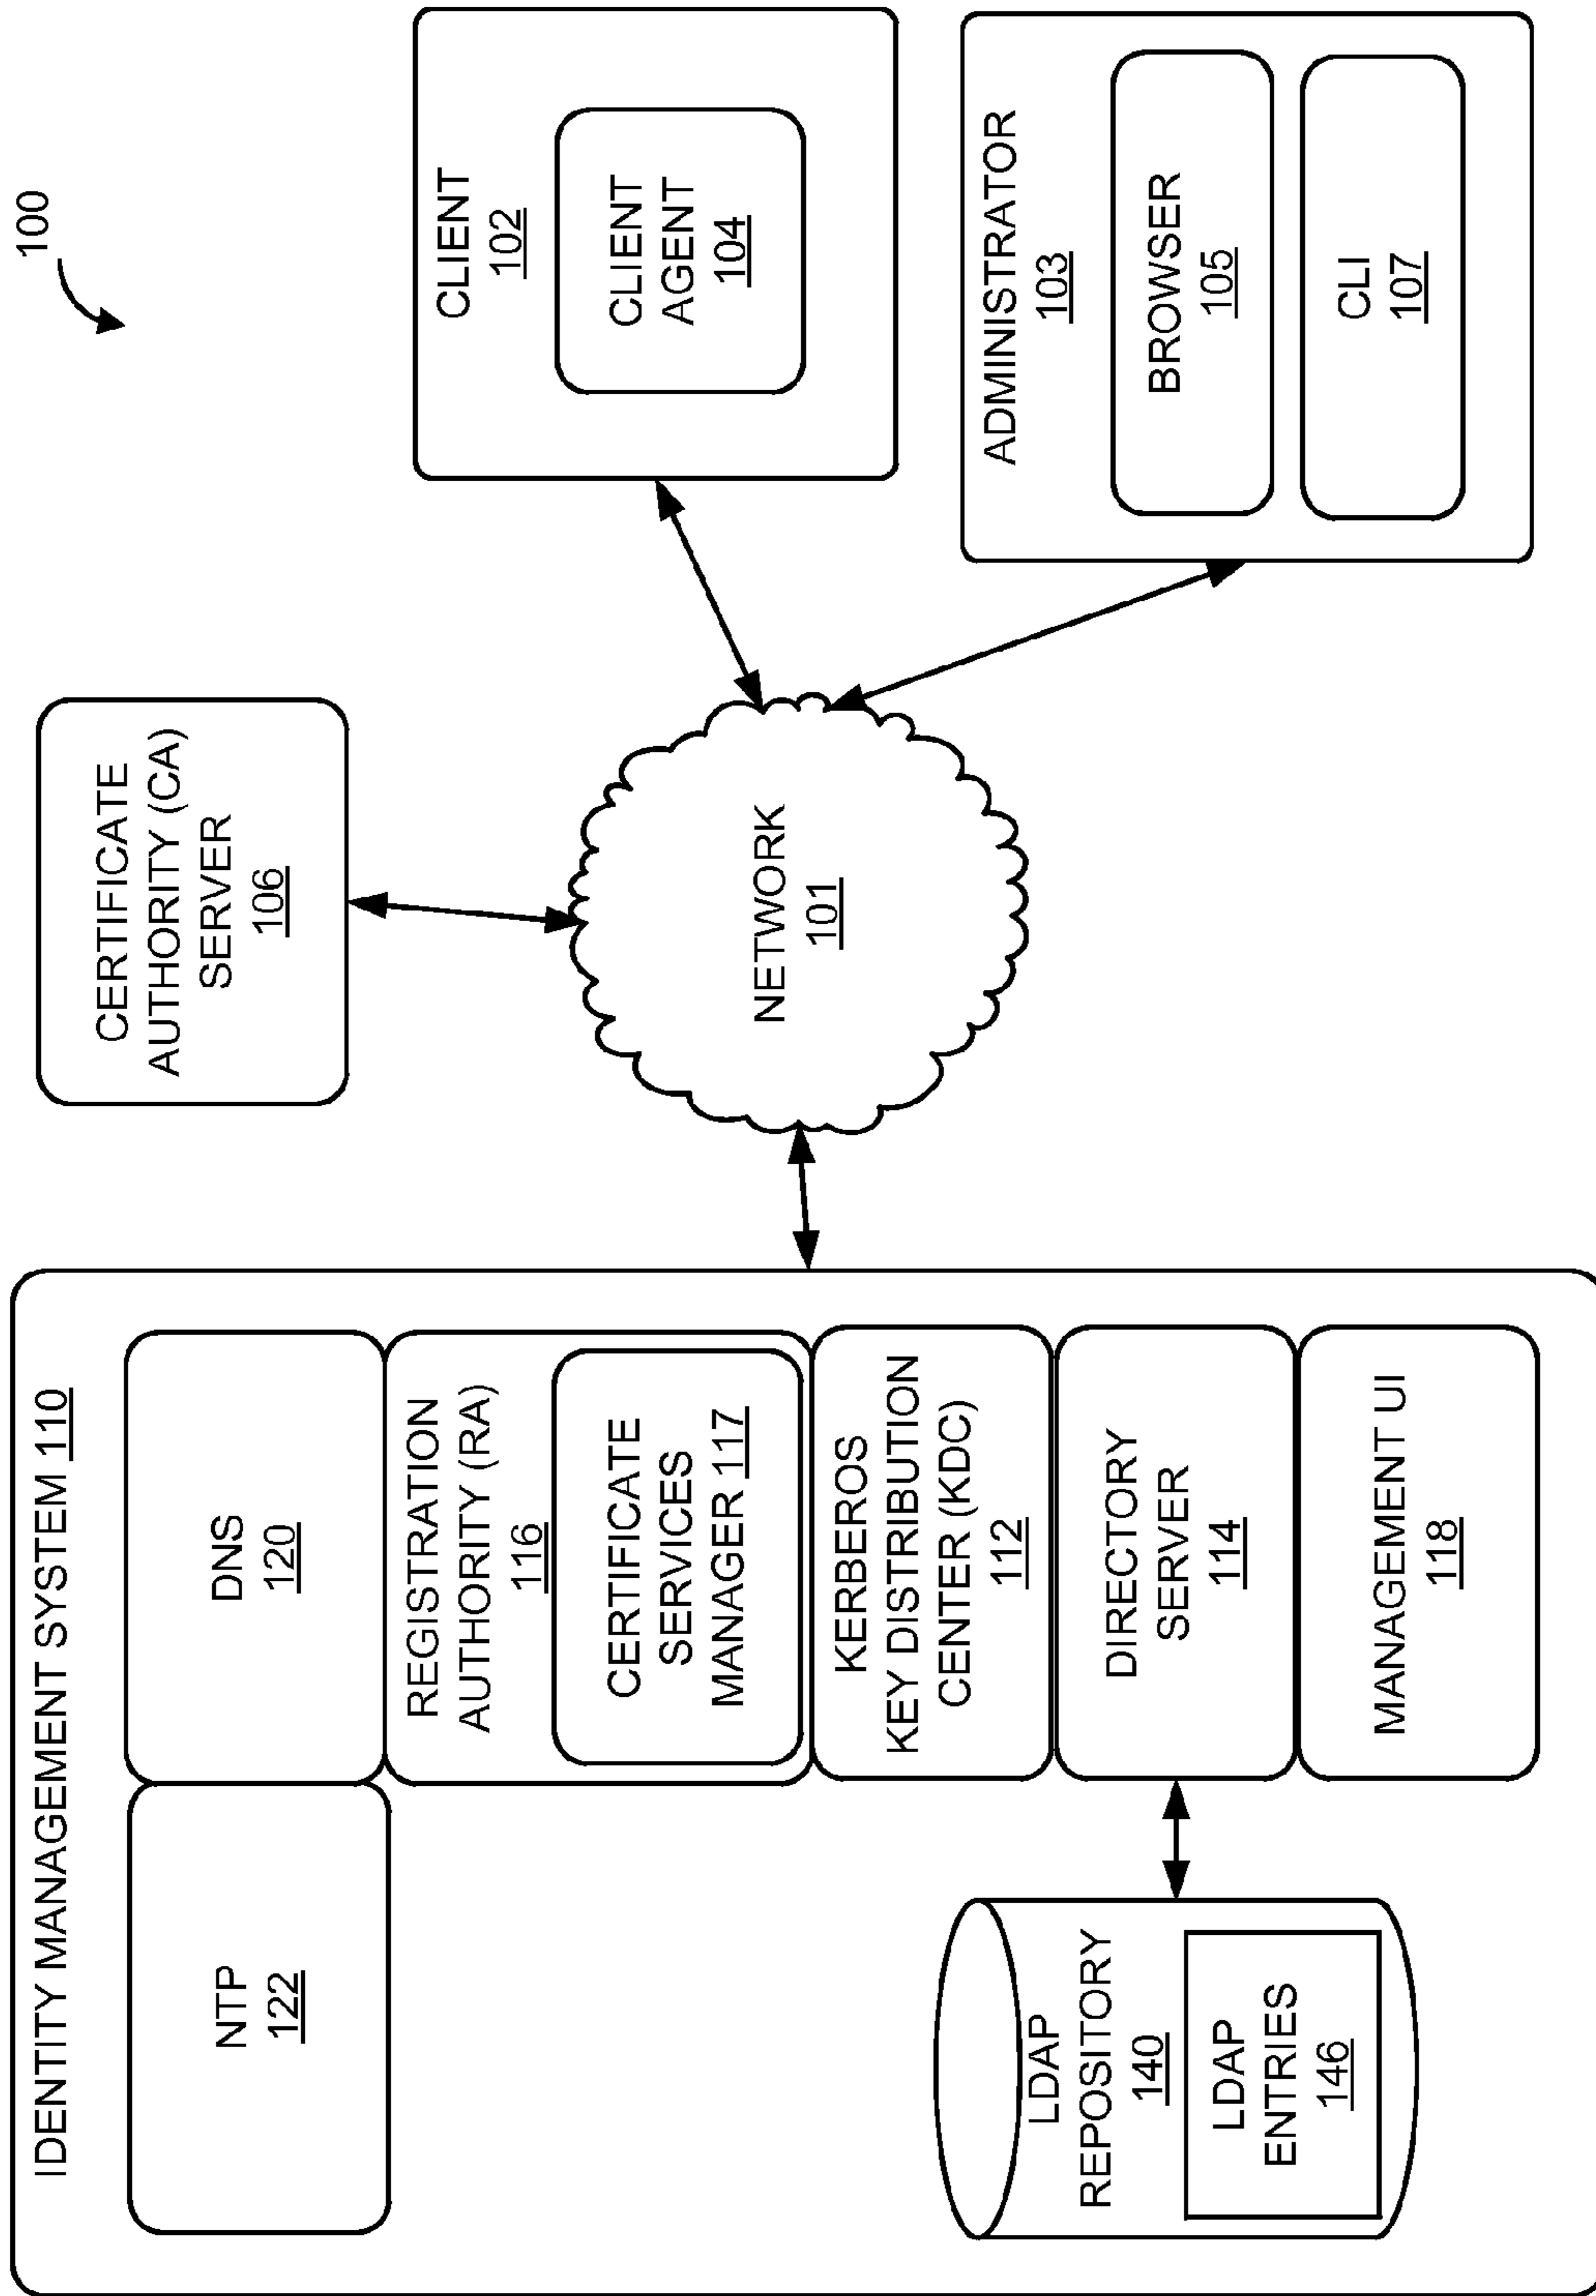 100
IDENTITY MANAGEMENT SYSTEM 110
NTP
122
DNS
120
REGISTRATION
AUTHORITY (RA)
116
CERTIFICATE
SERVICES
MANAGER 117
KERBEROS
KEY DISTRIBUTION
CENTER (KDC)
112
DIRECTORY
SERVER
114
MANAGEMENT UI
118
LDAP
REPOSITORY
140
LDAP
ENTRIES
146
CERTIFICATE
AUTHORITY (CA)
SERVER
106
NETWORK
101
CLIENT
102
CLIENT
AGENT
104
ADMINISTRATOR
103
BROWSER
105
CLI
107